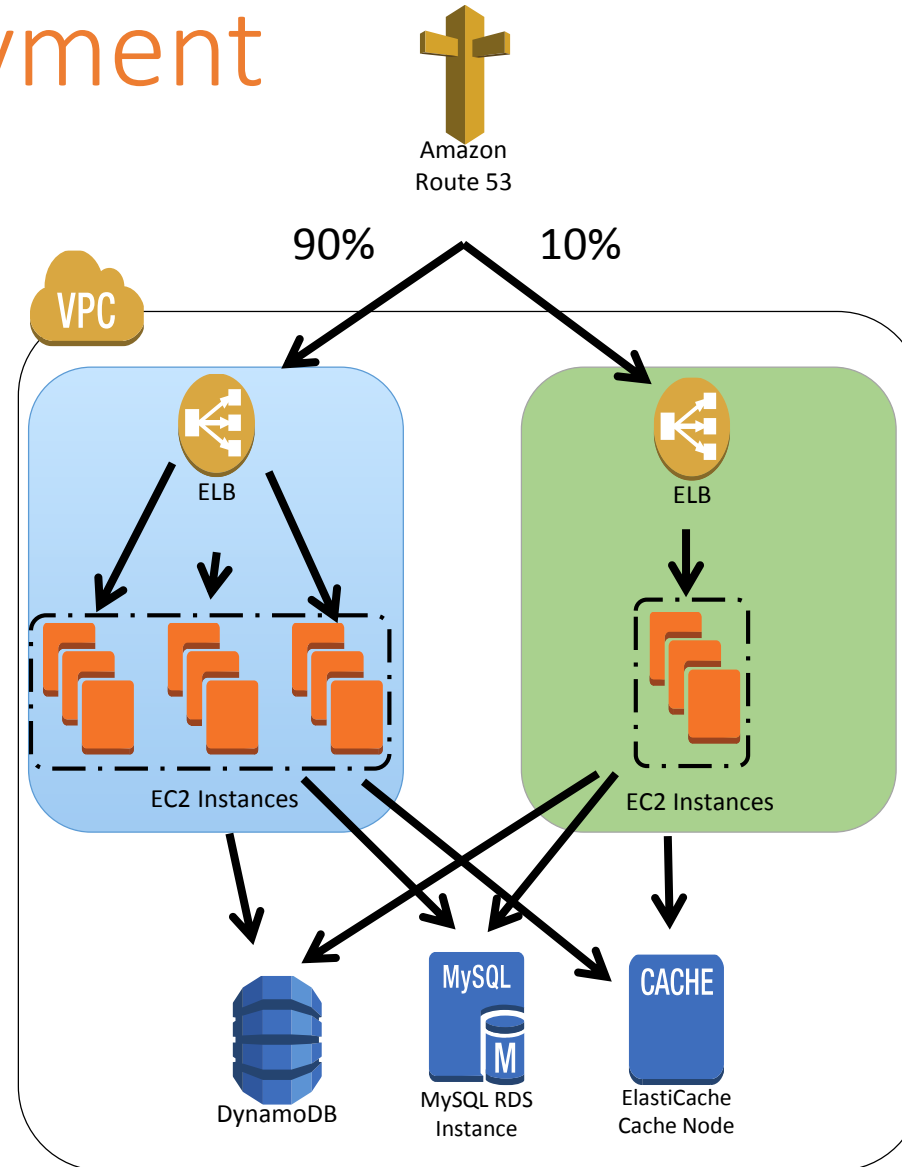 yment
Amazon
Route 53
90%
10%
VPC
ELB
ELB
EC2 Instances
EC2 Instances
MySQL
M
CACHE
DynamoDB
MySQL RDS
Instance
ElastiCache
Cache Node